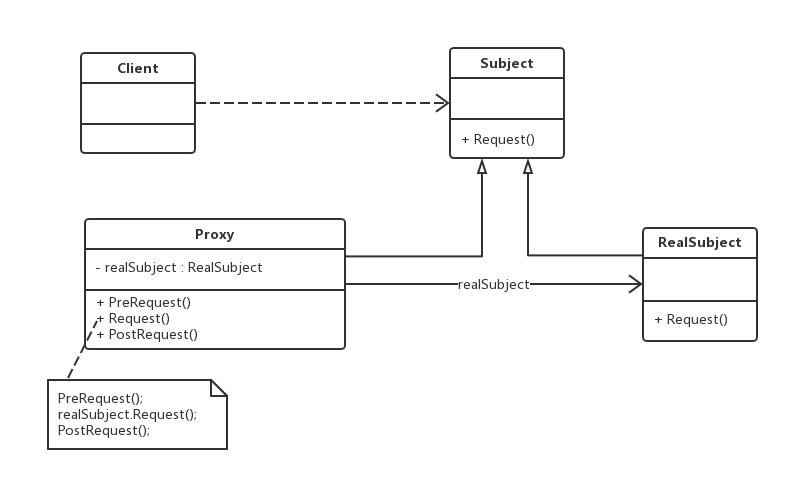 Client
Subject
+ Request()
Proxy
- realSubject : RealSubject
+ PreRequest()
+ Request()
+ PostRequest()
realSubject
RealSubject
+ Request()
PreRequest();
realSubject.Request();
PostRequest();